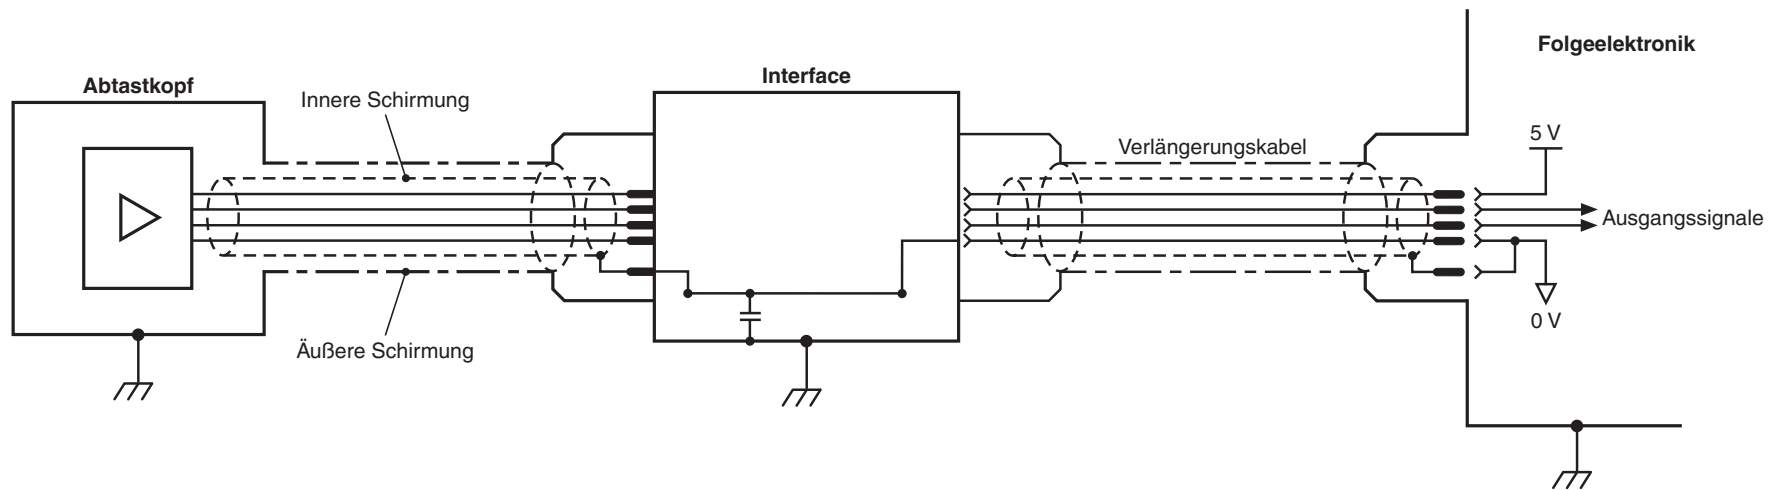 Folgeelektronik
Interface
Abtastkopf
Innere Schirmung
5 V
Verlängerungskabel
Ausgangssignale
0 V
Äußere Schirmung